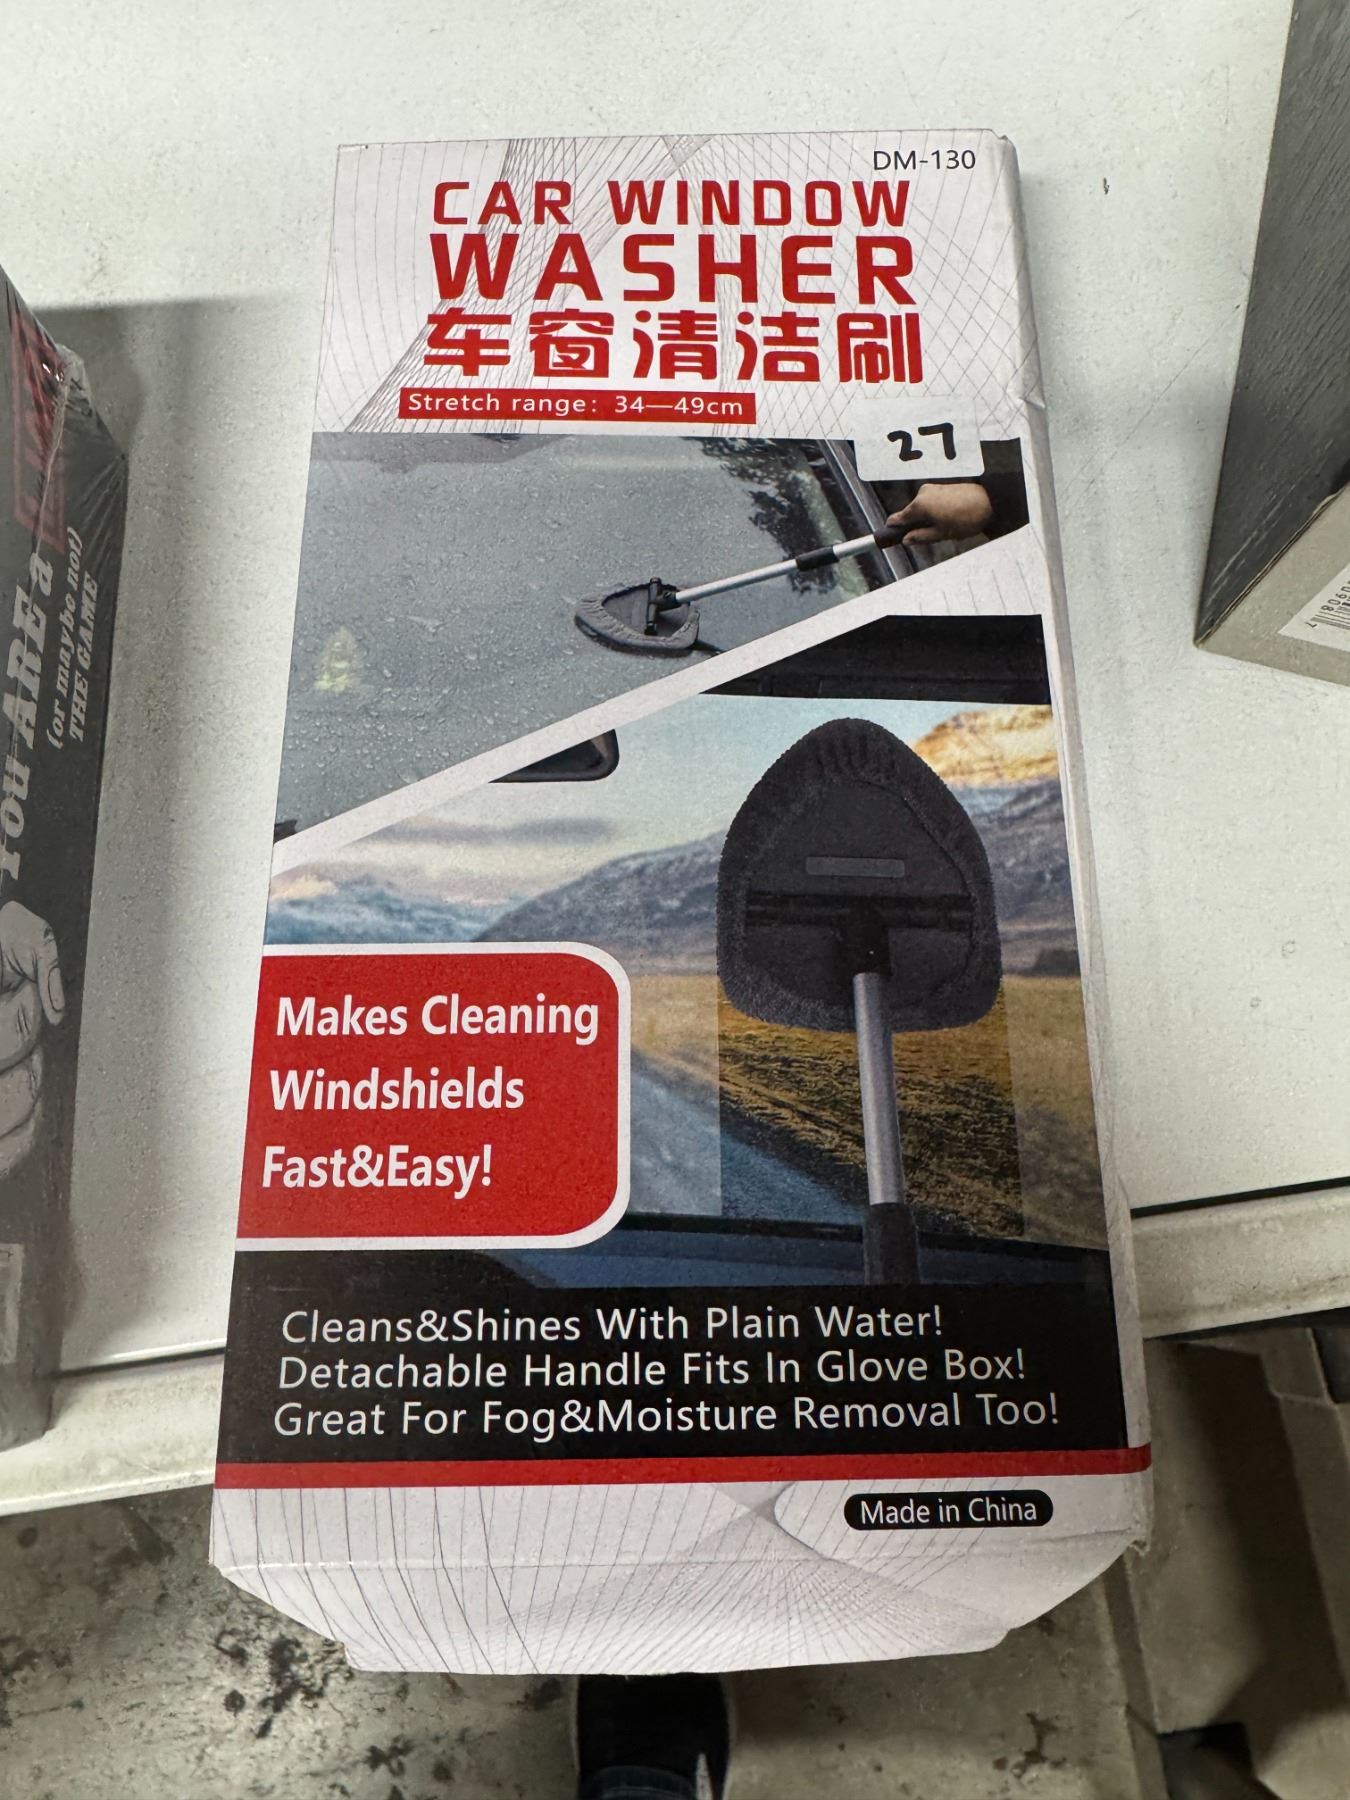 DM-130
CAR WINDOW
WASHER
车窗清洁刷
Stretch range: 34—49cm
27
Makes Cleaning
Windshields
Fast&Easy!
Cleans&Shines With Plain Water!
Detachable Handle Fits In Glove Box!
Great For Fog&Moisture Removal Too!
Made in China
You ARE a
(or maybe not)
THE GAME